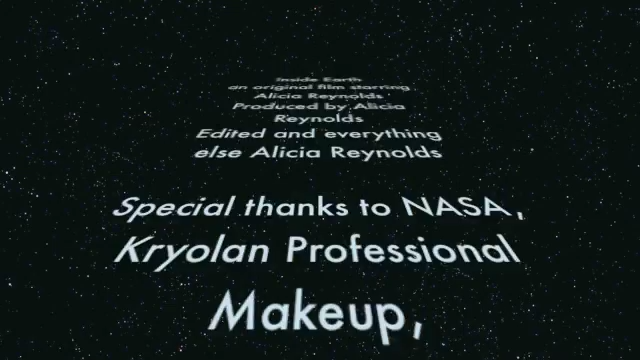 Inside Earth
an original film starring
Alicia Reynolds
Produced by Alicia
Reynolds
Edited and everything
else Alicia Reynolds
Special thanks to NASA,
Kryolan Professional
Makeup,